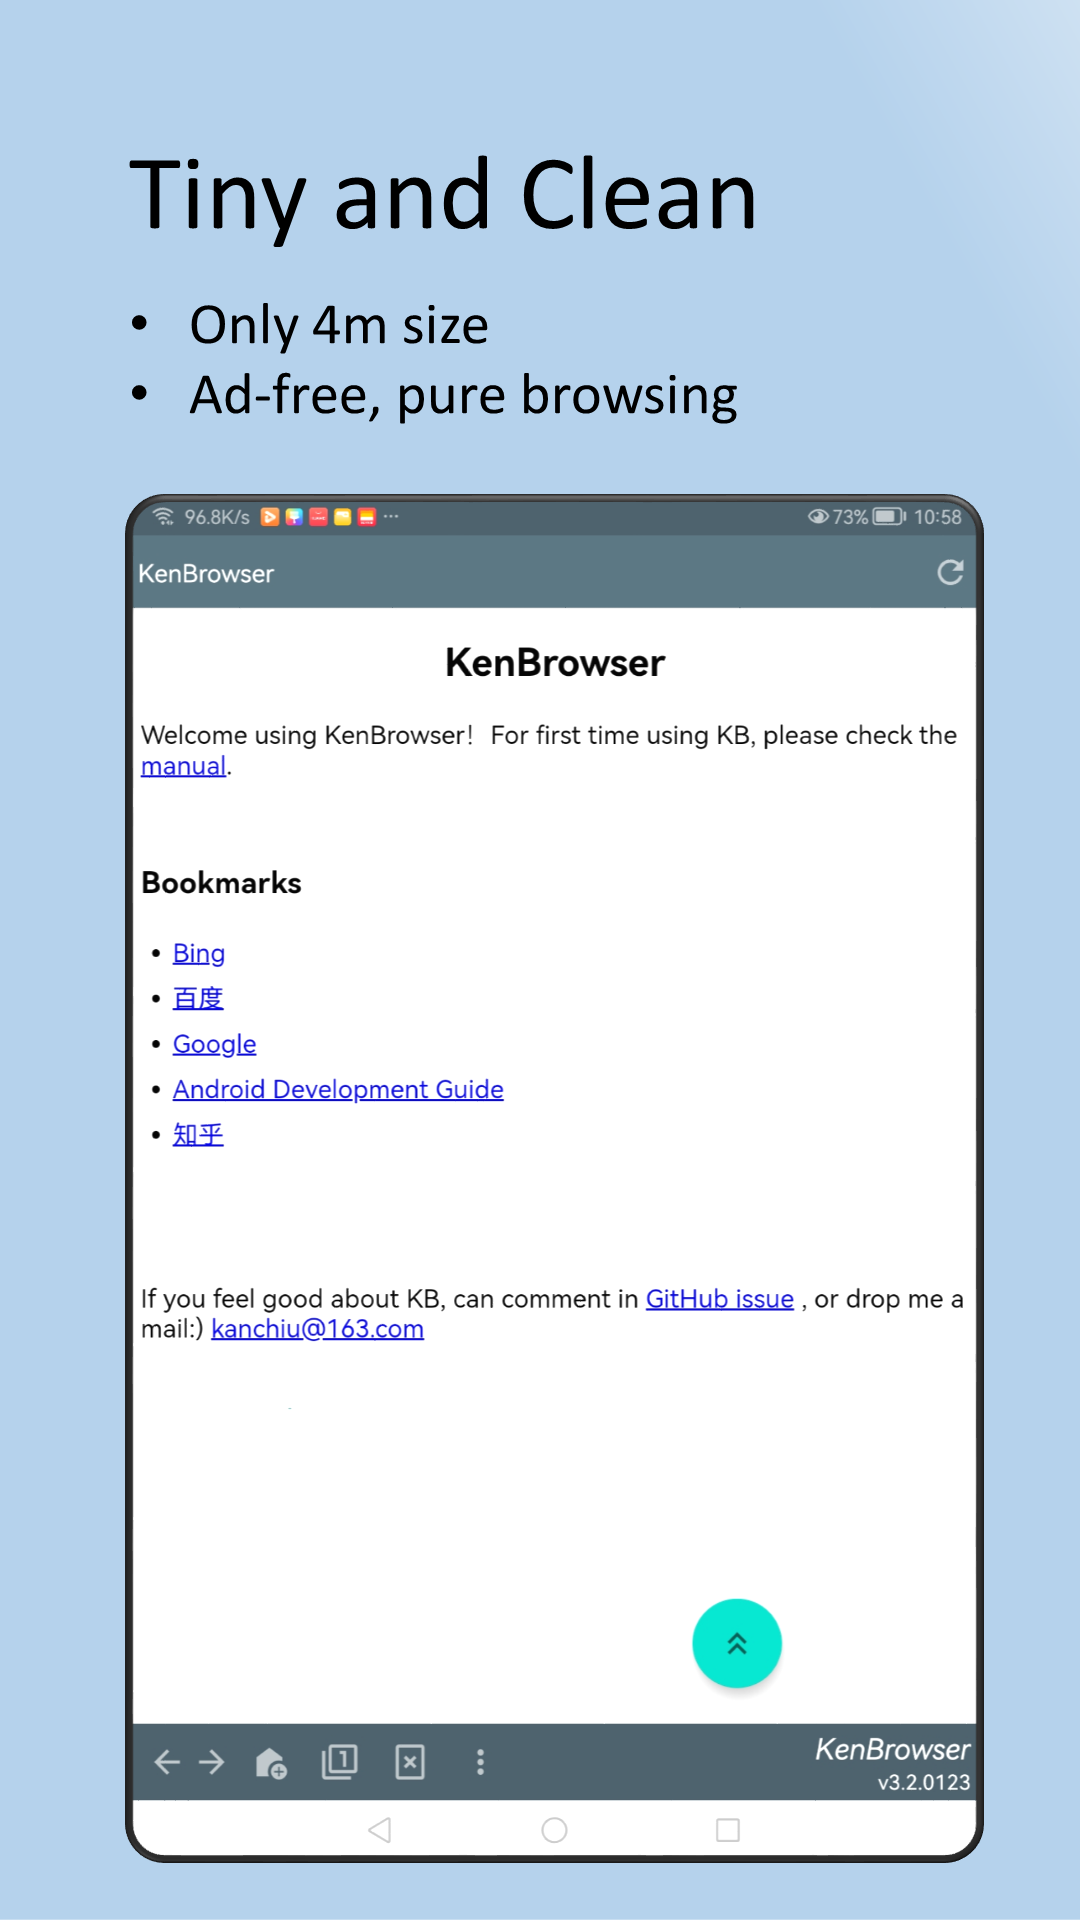 Tiny and Clean
• Only 4m size
• Ad-free, pure browsing
96.8K/s ... 73% 10:58
KenBrowser
KenBrowser
Welcome using KenBrowser！ For first time using KB, please check the
manual.
Bookmarks
• Bing
• 百度
• Google
• Android Development Guide
• 知乎
If you feel good about KB, can comment in GitHub issue , or drop me a
mail:) kanchiu@163.com
1
KenBrowser
v3.2.0123